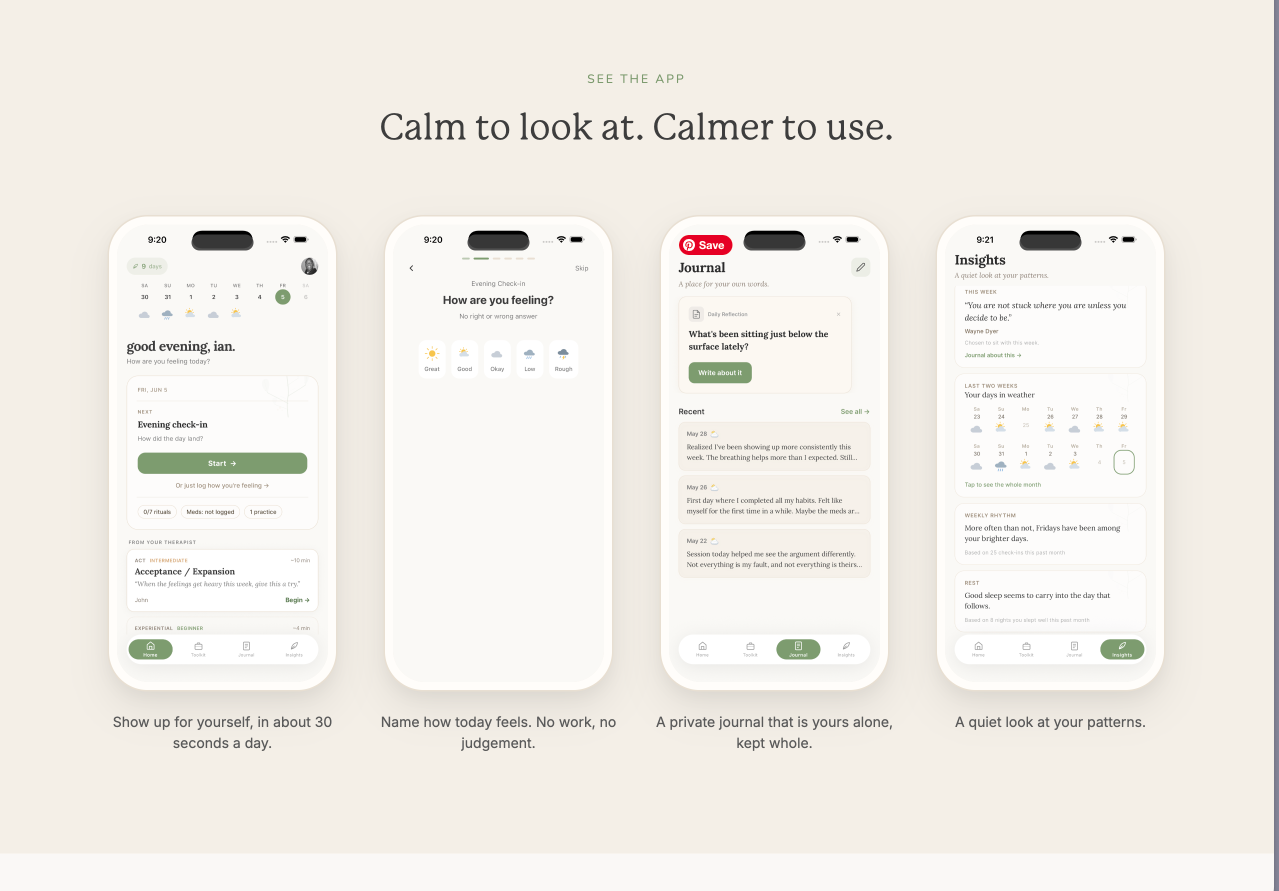 SEE THE APP
Calm to look at. Calmer to use.
9:20
9 days
SA SU MO TU WE TH FR SA
30 31 1 2 3 4 5 6
good evening, ian.
How are you feeling today?
FRI, JUN 5
NEXT
Evening check-in
How did the day land?
Start →
Or just log how you're feeling →
0/7 rituals Meds: not logged 1 practice
FROM YOUR THERAPIST
ACT INTERMEDIATE ~10 min
Acceptance / Expansion
"When the feelings get heavy this week, give this a try."
John Begin →
EXPERIENTIAL BEGINNER ~4 min
Home Toolkit Journal Insights
Show up for yourself, in about 30
seconds a day.
9:20
Skip
Evening Check-in
How are you feeling?
No right or wrong answer
Great Good Okay Low Rough
Name how today feels. No work, no
judgement.
Save
Journal
A place for your own words.
Daily Reflection
What's been sitting just below the
surface lately?
Write about it
Recent See all →
May 28
Realized I've been showing up more consistently this
week. The breathing helps more than I expected. Still...
May 26
First day where I completed all my habits. Felt like
myself for the first time in a while. Maybe the meds ar...
May 22
Session today helped me see the argument differently.
Not everything is my fault, and not everything is theirs...
Home Toolkit Journal Insights
A private journal that is yours alone,
kept whole.
9:21
Insights
A quiet look at your patterns.
THIS WEEK
"You are not stuck where you are unless you
decide to be."
Wayne Dyer
Chosen to sit with this week.
Journal about this →
LAST TWO WEEKS
Your days in weather
Sa Su Mo Tu We Th Fr
23 24 25 26 27 28 29
Sa Su Mo Tu We Th Fr
30 31 1 2 3 4 5
Tap to see the whole month
WEEKLY RHYTHM
More often than not, Fridays have been among
your brighter days.
Based on 25 check-ins this past month
REST
Good sleep seems to carry into the day that
follows.
Based on 8 nights you slept well this past month
Home Toolkit Journal Insights
A quiet look at your patterns.